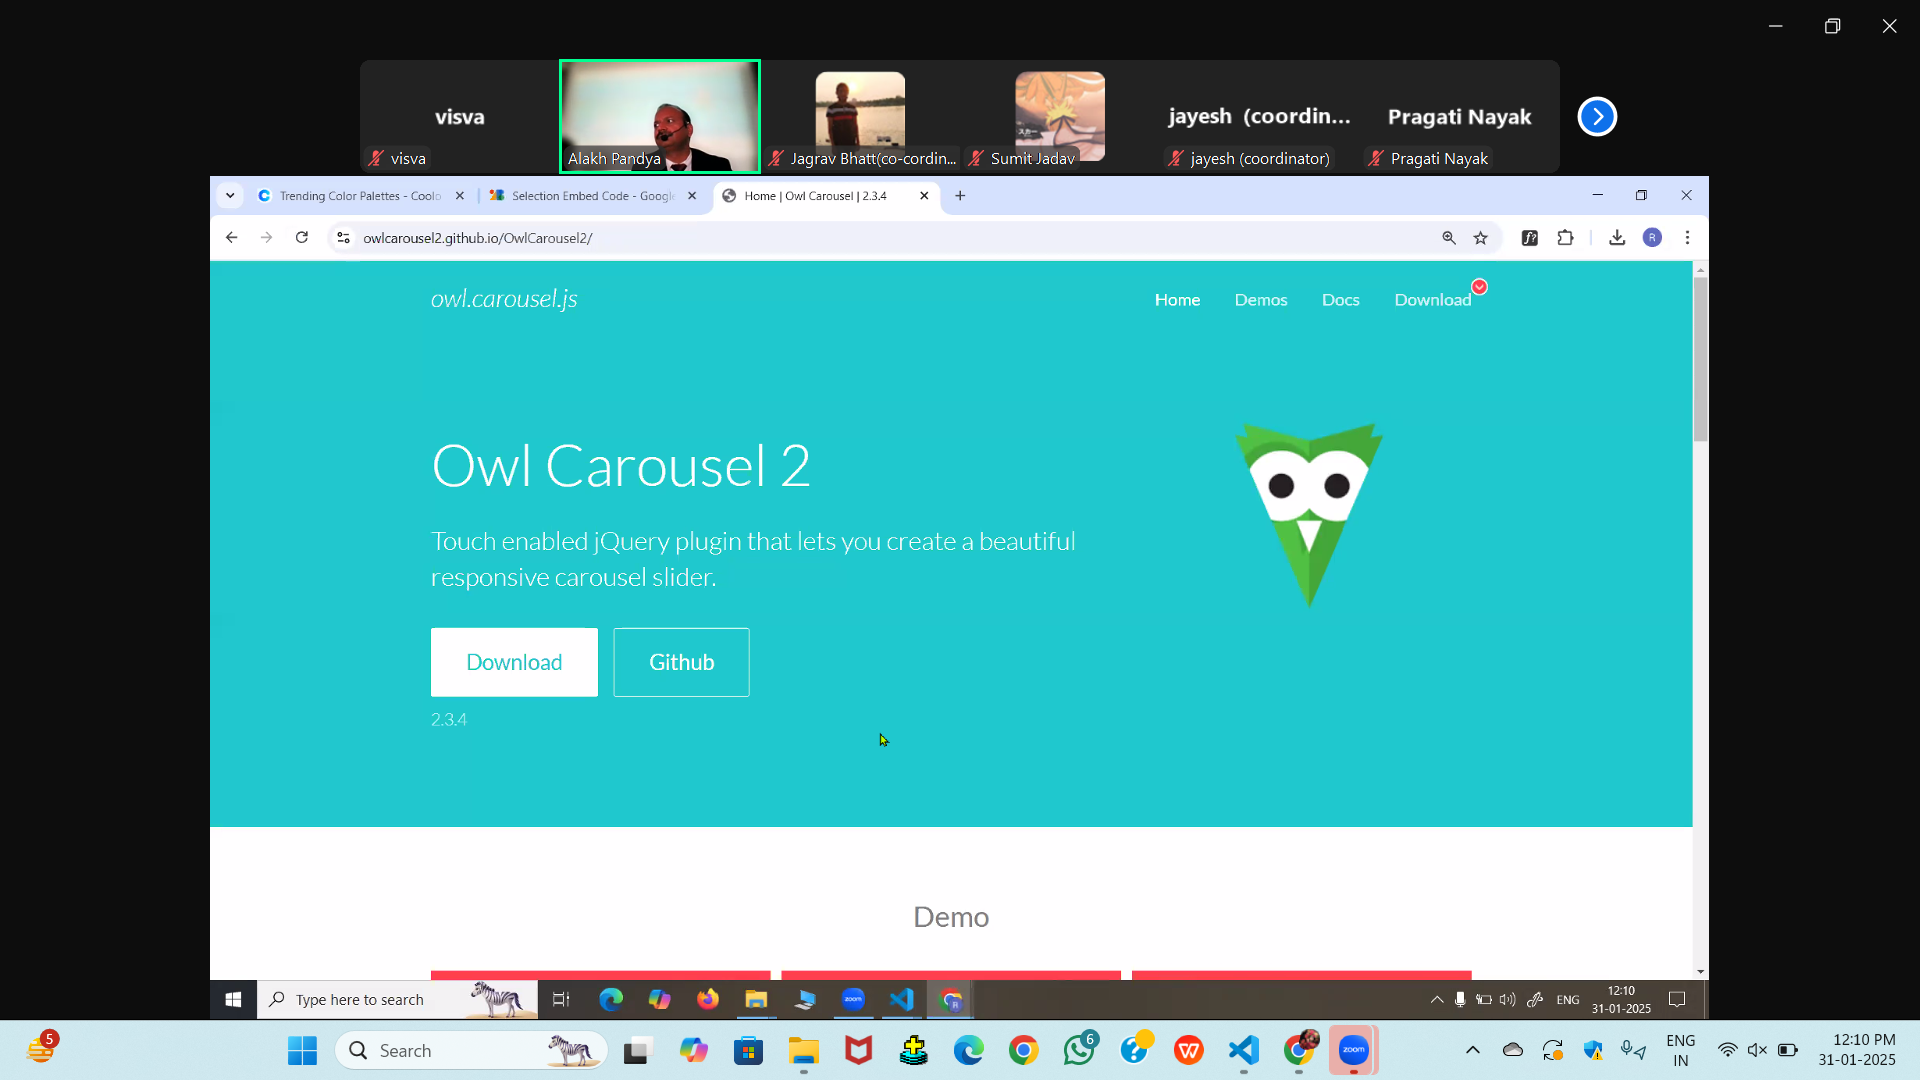 visva
visva
Alakh Pandya
Jagrav Bhatt(co-cordin...
Sumit Jadav
jayesh (coordin...
jayesh (coordinator)
Pragati Nayak
Pragati Nayak
Trending Color Palettes - Coolo
Selection Embed Code - Google
Home | Owl Carousel | 2.3.4
owlcarousel2.github.io/OwlCarousel2/
R
owl.carousel.js
Home
Demos
Docs
Download
Owl Carousel 2
Touch enabled jQuery plugin that lets you create a beautiful
responsive carousel slider.
Download
Github
2.3.4
Demo
Type here to search
zoom
ENG
12:10
31-01-2025
5
Search
6
zoom
ENG
IN
12:10 PM
31-01-2025